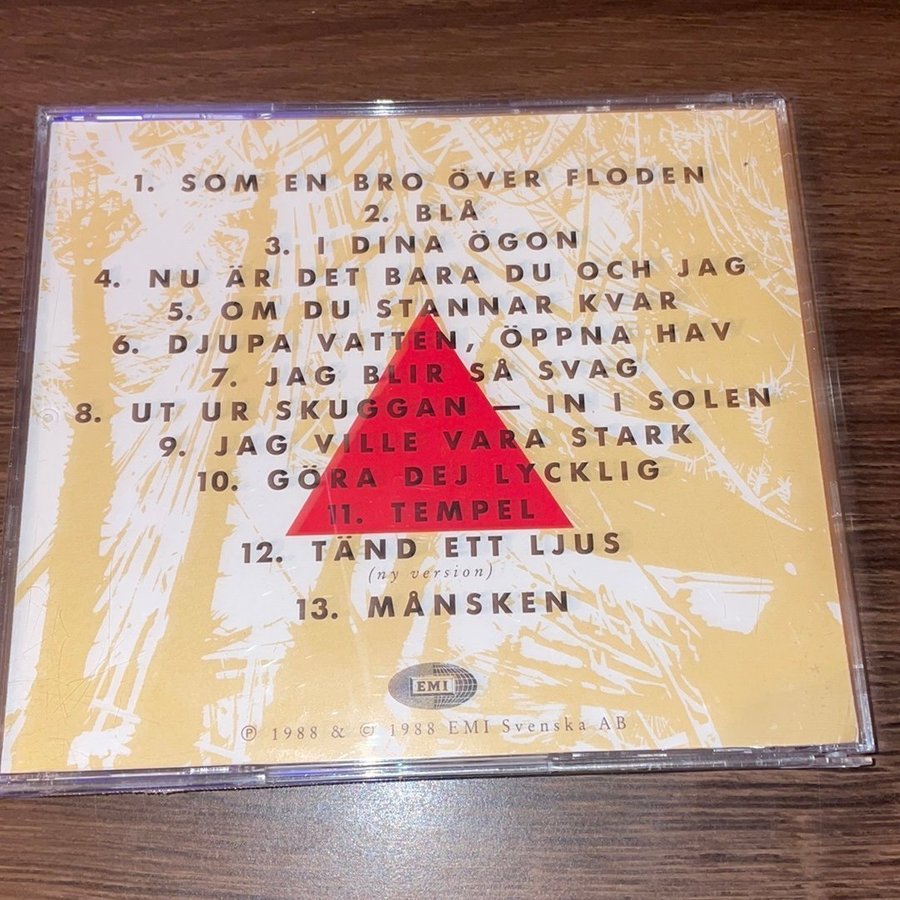 1. SOM EN BRO ÖVER FLODEN
2. BLÅ
3. I DINA ÖGON
4. NU ÄR DET BARA DU OCH JAG
5. OM DU STANNAR KVAR
6. DJUPA VATTEN, ÖPPNA HAV
7. JAG BLIR SÅ SVAG
8. UT UR SKUGGAN — IN I SOLEN
9. JAG VILLE VARA STARK
10. GÖRA DEJ LYCKLIG
11. TEMPEL
12. TÄND ETT LJUS
(ny version)
13. MÅNSKEN
EMI
℗ 1988 & © 1988 EMI Svenska AB